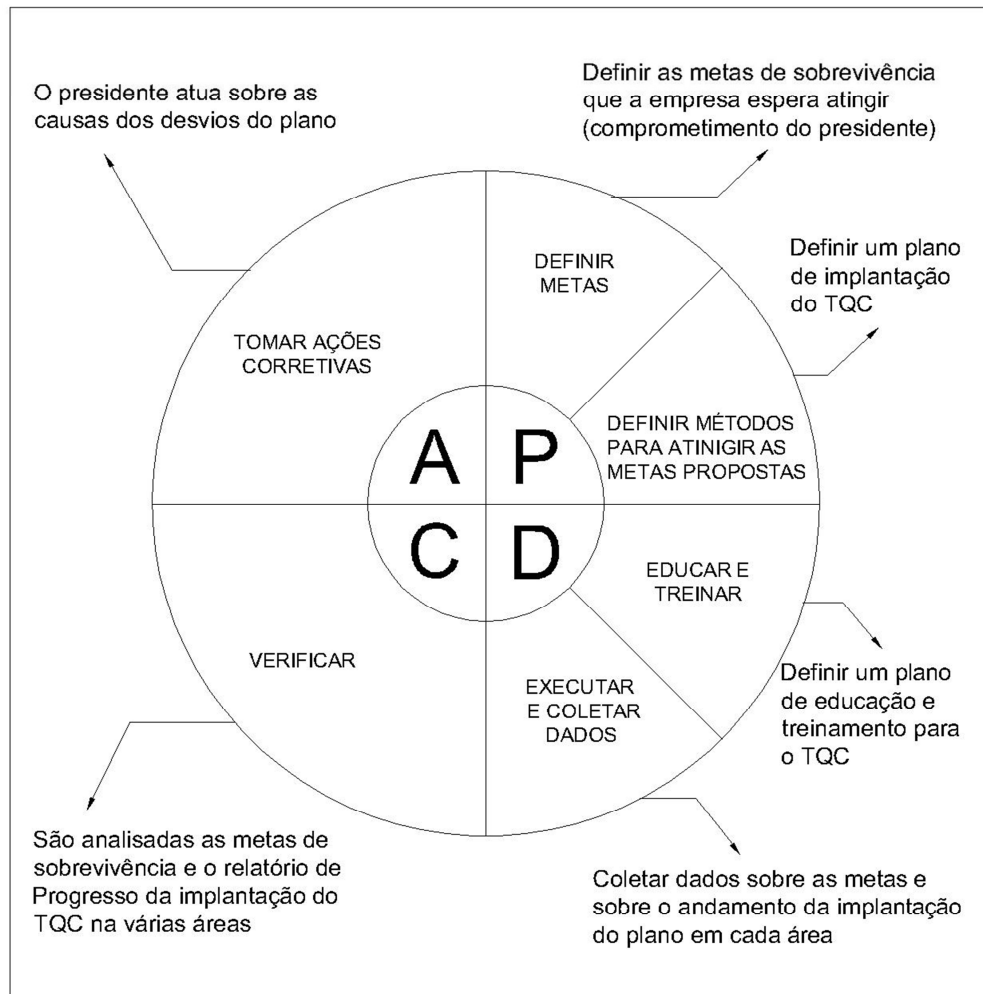 O presidente atua sobre as
causas dos desvios do plano
Definir as metas de sobrevivência
que a empresa espera atingir
(comprometimento do presidente)
Definir um plano
de implantação
do TQC
DEFINIR
METAS
TOMAR AÇÕES
CORRETIVAS
DEFINIR MÉTODOS
PARA ATINIGIR AS
METAS PROPOSTAS
A P
C D
EDUCAR E
TREINAR
VERIFICAR
EXECUTAR
E COLETAR
DADOS
Definir um plano
de educação e
treinamento para
o TQC
São analisadas as metas de
sobrevivência e o relatório de
Progresso da implantação do
TQC na várias áreas
Coletar dados sobre as metas e
sobre o andamento da implantação
do plano em cada área